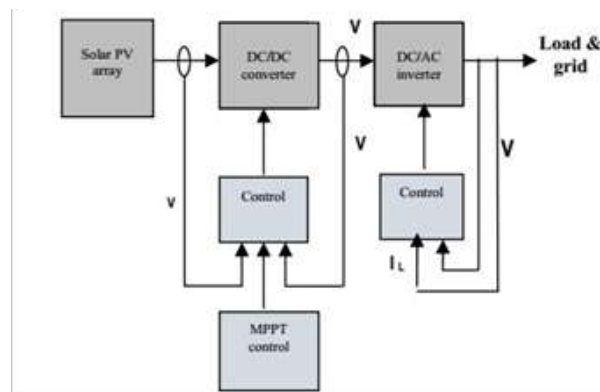 Solar PV
array
DC/DC
converter
V
DC/AC
inverter
Load &
grid
V
V
v
Control
Control
I L
MPPT
control